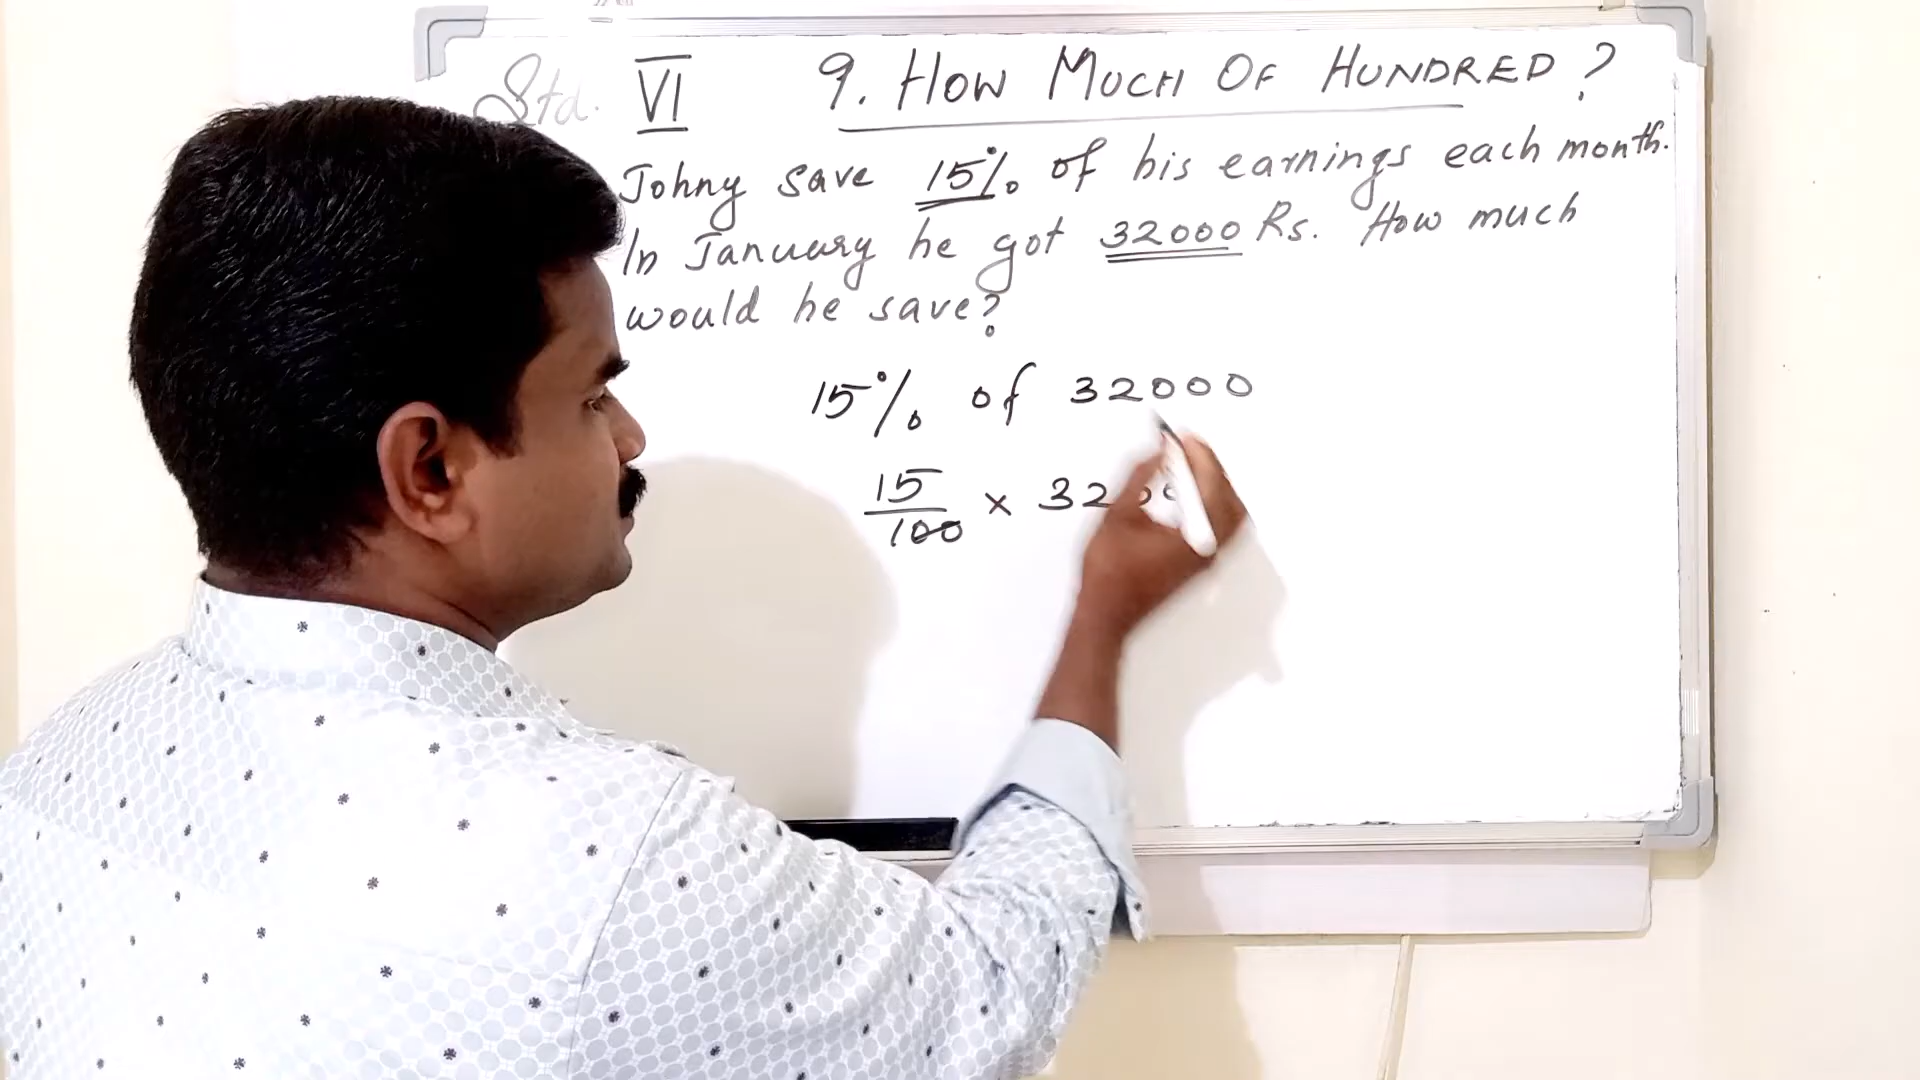 Std. VI 9. HOW MUCH OF HUNDRED?
Johny save 15% of his earnings each month.
In January he got 32000 Rs. How much
would he save?
15% of 32000
15
100 × 320